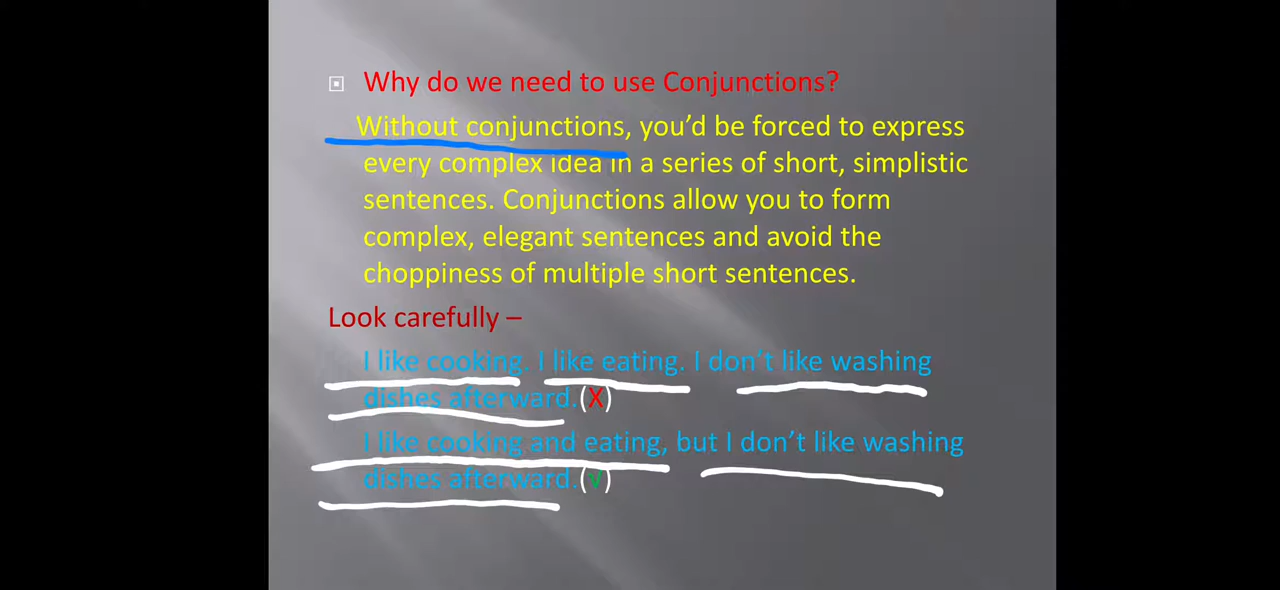 Why do we need to use Conjunctions?
Without conjunctions, you’d be forced to express
every complex idea in a series of short, simplistic
sentences. Conjunctions allow you to form
complex, elegant sentences and avoid the
choppiness of multiple short sentences.
Look carefully –
I like cooking. I like eating. I don‘t like washing
dishes afterward.(X)
I like cooking and eating, but I don’t like washing
dishes afterward.(√)